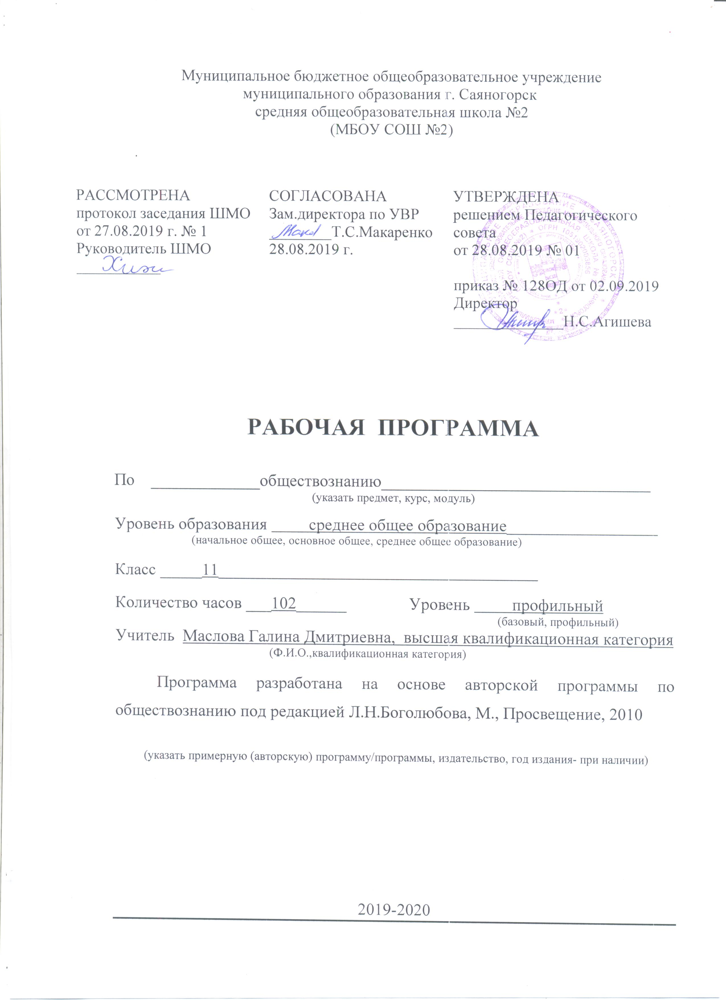 Муниципальное бюджетное общеобразовательное учреждение
муниципального образования г. Саяногорск
средняя общеобразовательная школа №2
(МБОУ СОШ №2)
РАССМОТРЕНА
протокол заседания ШМО
от 27.08.2019 г. № 1
Руководитель ШМО
СОГЛАСОВАНА
Зам.директора по УВР
Т.С.Макаренко
28.08.2019 г.
УТВЕРЖДЕНА
решением Педагогического
совета
от 28.08.2019 № 01
приказ № 128ОД от 02.09.2019
Директор
Н.С.Агишева
РАБОЧАЯ ПРОГРАММА
По обществознанию
(указать предмет, курс, модуль)
Уровень образования среднее общее образование
(начальное общее, основное общее, среднее общее образование)
Класс 11
Количество часов 102 Уровень профильный
(базовый, профильный)
Учитель Маслова Галина Дмитриевна, высшая квалификационная категория
(Ф.И.О.,квалификационная категория)
Программа разработана на основе авторской программы по
обществознанию под редакцией Л.Н.Боголюбова, М., Просвещение, 2010
(указать примерную (авторскую) программу/программы, издательство, год издания- при наличии)
2019-2020